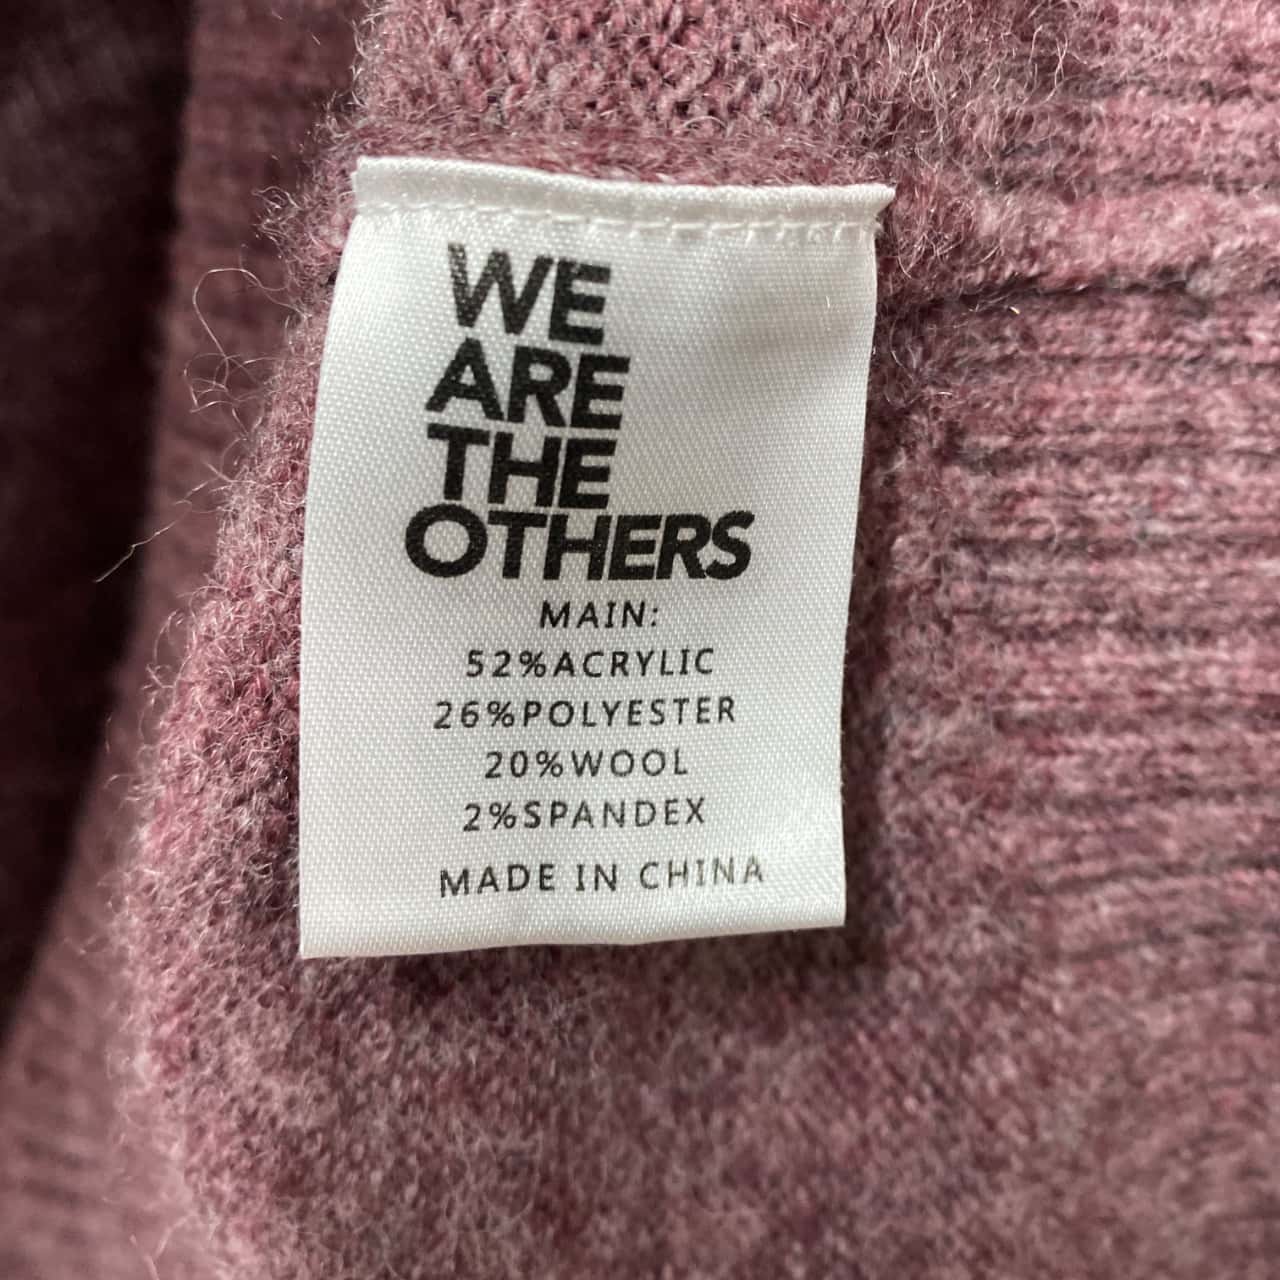 WE
ARE
THE
OTHERS
MAIN:
52%ACRYLIC
26%POLYESTER
20%WOOL
2%SPANDEX
MADE IN CHINA